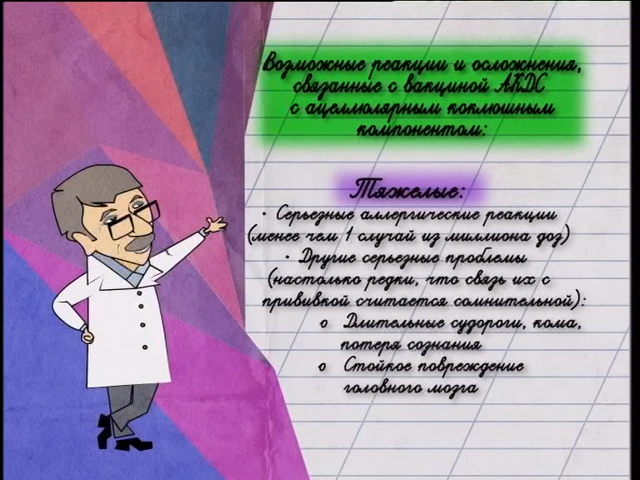 Возможные реакции и осложнения,
связанные с вакциной АКДС
с ацеллюлярным коклюшным
компонентом:
Тяжелые:
· Серьезные аллергические реакции
(менее чем 1 случай из миллиона доз)
· Другие серьезные проблемы
(настолько редки, что связь их с
прививкой считается сомнительной):
o Длительные судороги, кома,
потеря сознания
o Стойкое повреждение
головного мозга